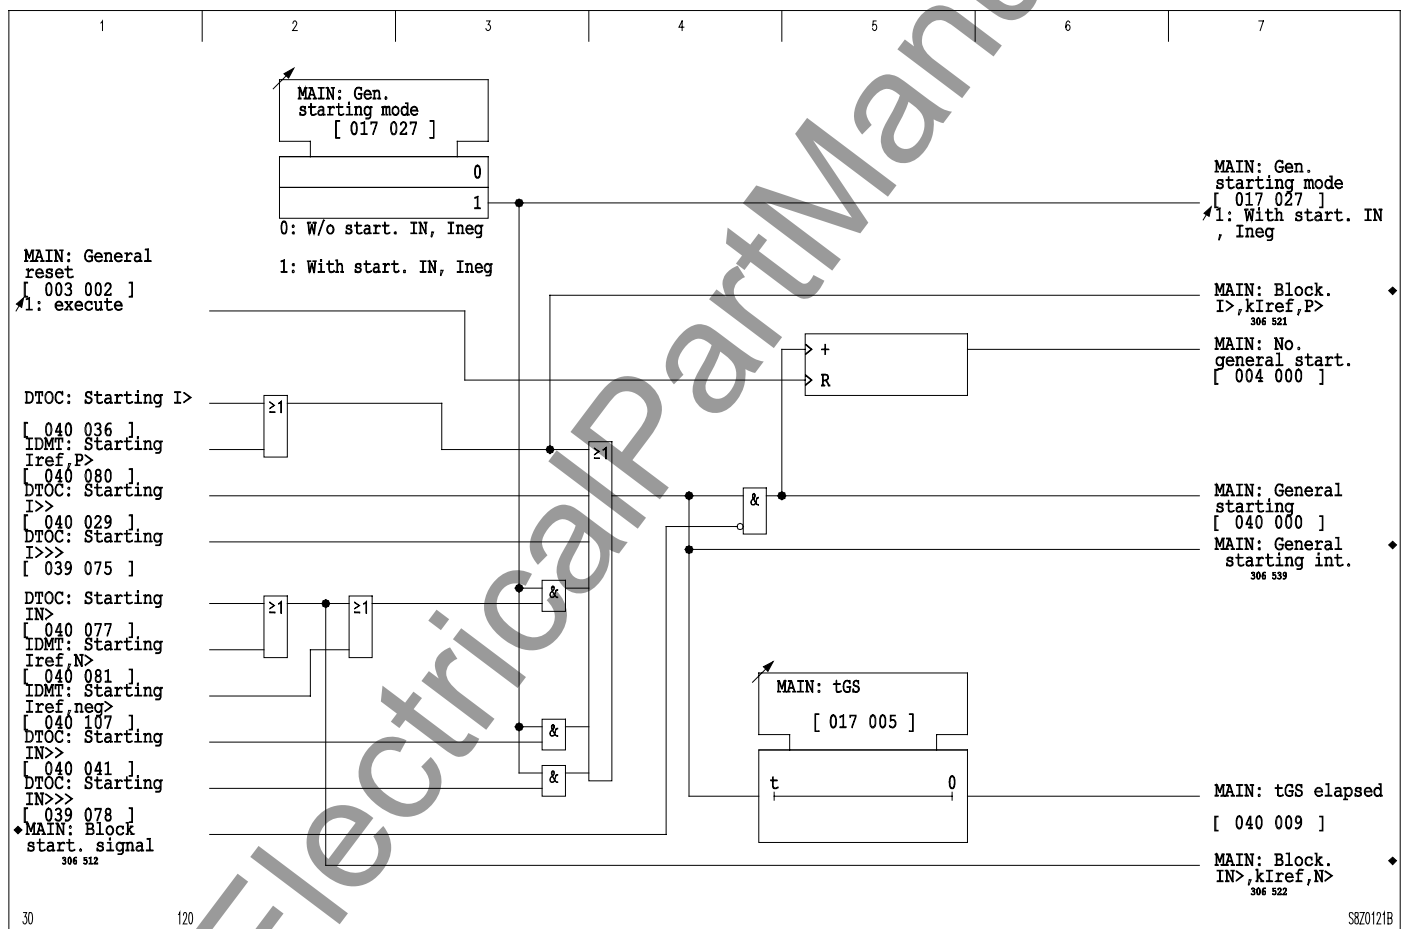 1 2 3 4 5 6 7
MAIN: Gen.
starting mode
[ 017 027 ]
0
1
0: W/o start. IN, Ineg
1: With start. IN, Ineg
MAIN: General
reset
[ 003 002 ]
1: execute
DTOC: Starting I>
[ 040 036 ]
IDMT: Starting
Iref,P>
[ 040 080 ]
DTOC: Starting
I>>
[ 040 029 ]
DTOC: Starting
I>>>
[ 039 075 ]
DTOC: Starting
IN>
[ 040 077 ]
IDMT: Starting
Iref,N>
[ 040 081 ]
IDMT: Starting
Iref,neg>
[ 040 107 ]
DTOC: Starting
IN>>
[ 040 041 ]
DTOC: Starting
IN>>>
[ 039 078 ]
MAIN: Block
start. signal
306 512
≥1
≥1
≥1
≥1
&
&
&
&
+
R
MAIN: tGS
[ 017 005 ]
t 0
MAIN: Gen.
starting mode
[ 017 027 ]
1: With start. IN
, Ineg
MAIN: Block.
I>,kIref,P>
306 521
MAIN: No.
general start.
[ 004 000 ]
MAIN: General
starting
[ 040 000 ]
MAIN: General
starting int.
306 539
MAIN: tGS elapsed
[ 040 009 ]
MAIN: Block.
IN>,kIref,N>
306 522
30 120 S8Z0121B
ElectricalPartManu